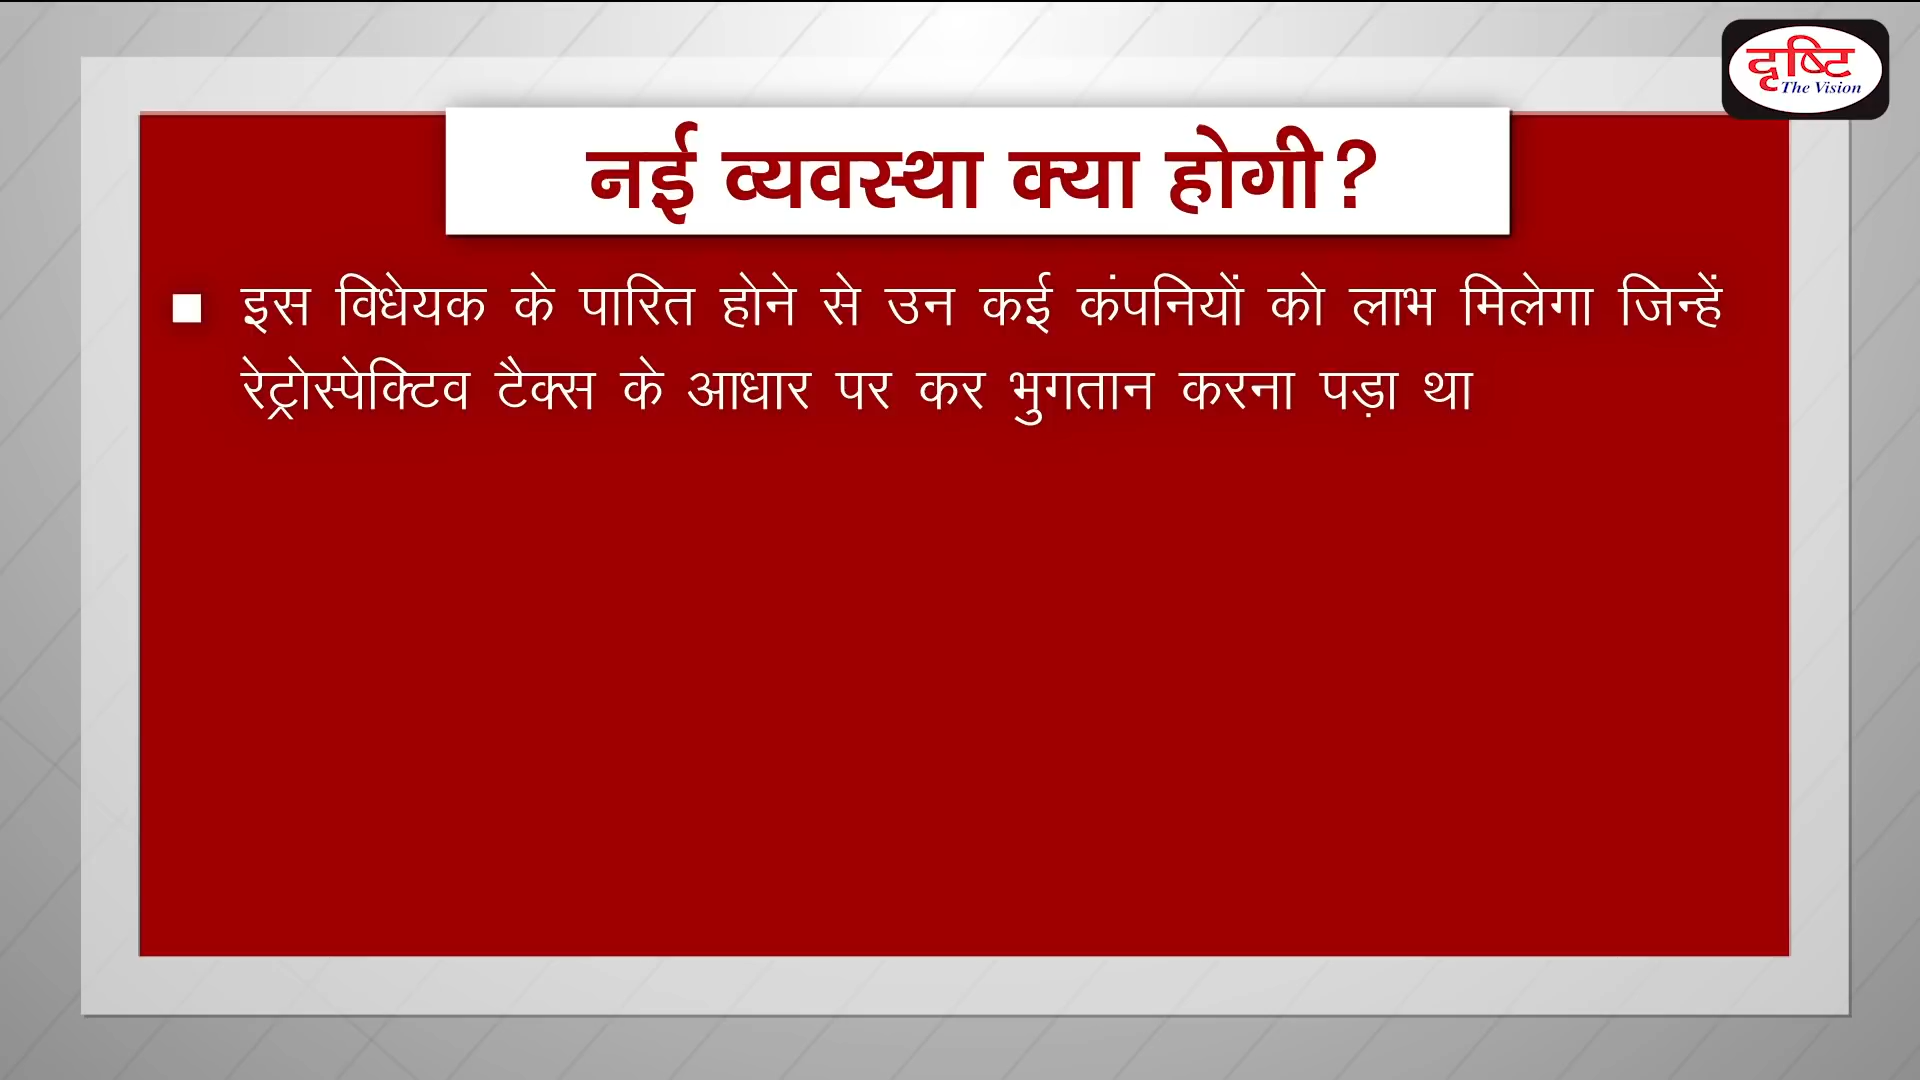 दृष्टि
The Vision
नई व्यवस्था क्या होगी?
■ इस विधेयक के पारित होने से उन कई कंपनियों को लाभ मिलेगा जिन्हें
रेट्रोस्पेक्टिव टैक्स के आधार पर कर भुगतान करना पड़ा था